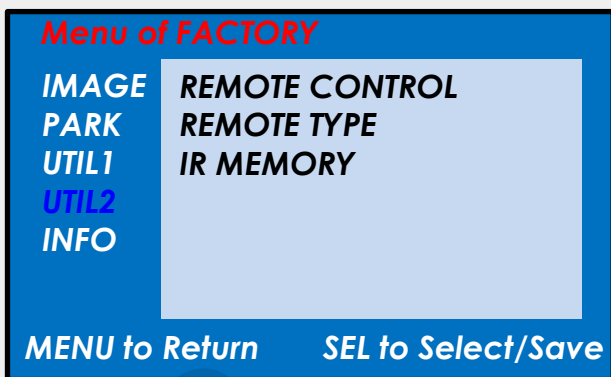 Menu of FACTORY
IMAGE REMOTE CONTROL
PARK REMOTE TYPE
UTIL1 IR MEMORY
UTIL2
INFO
MENU to Return SEL to Select/Save